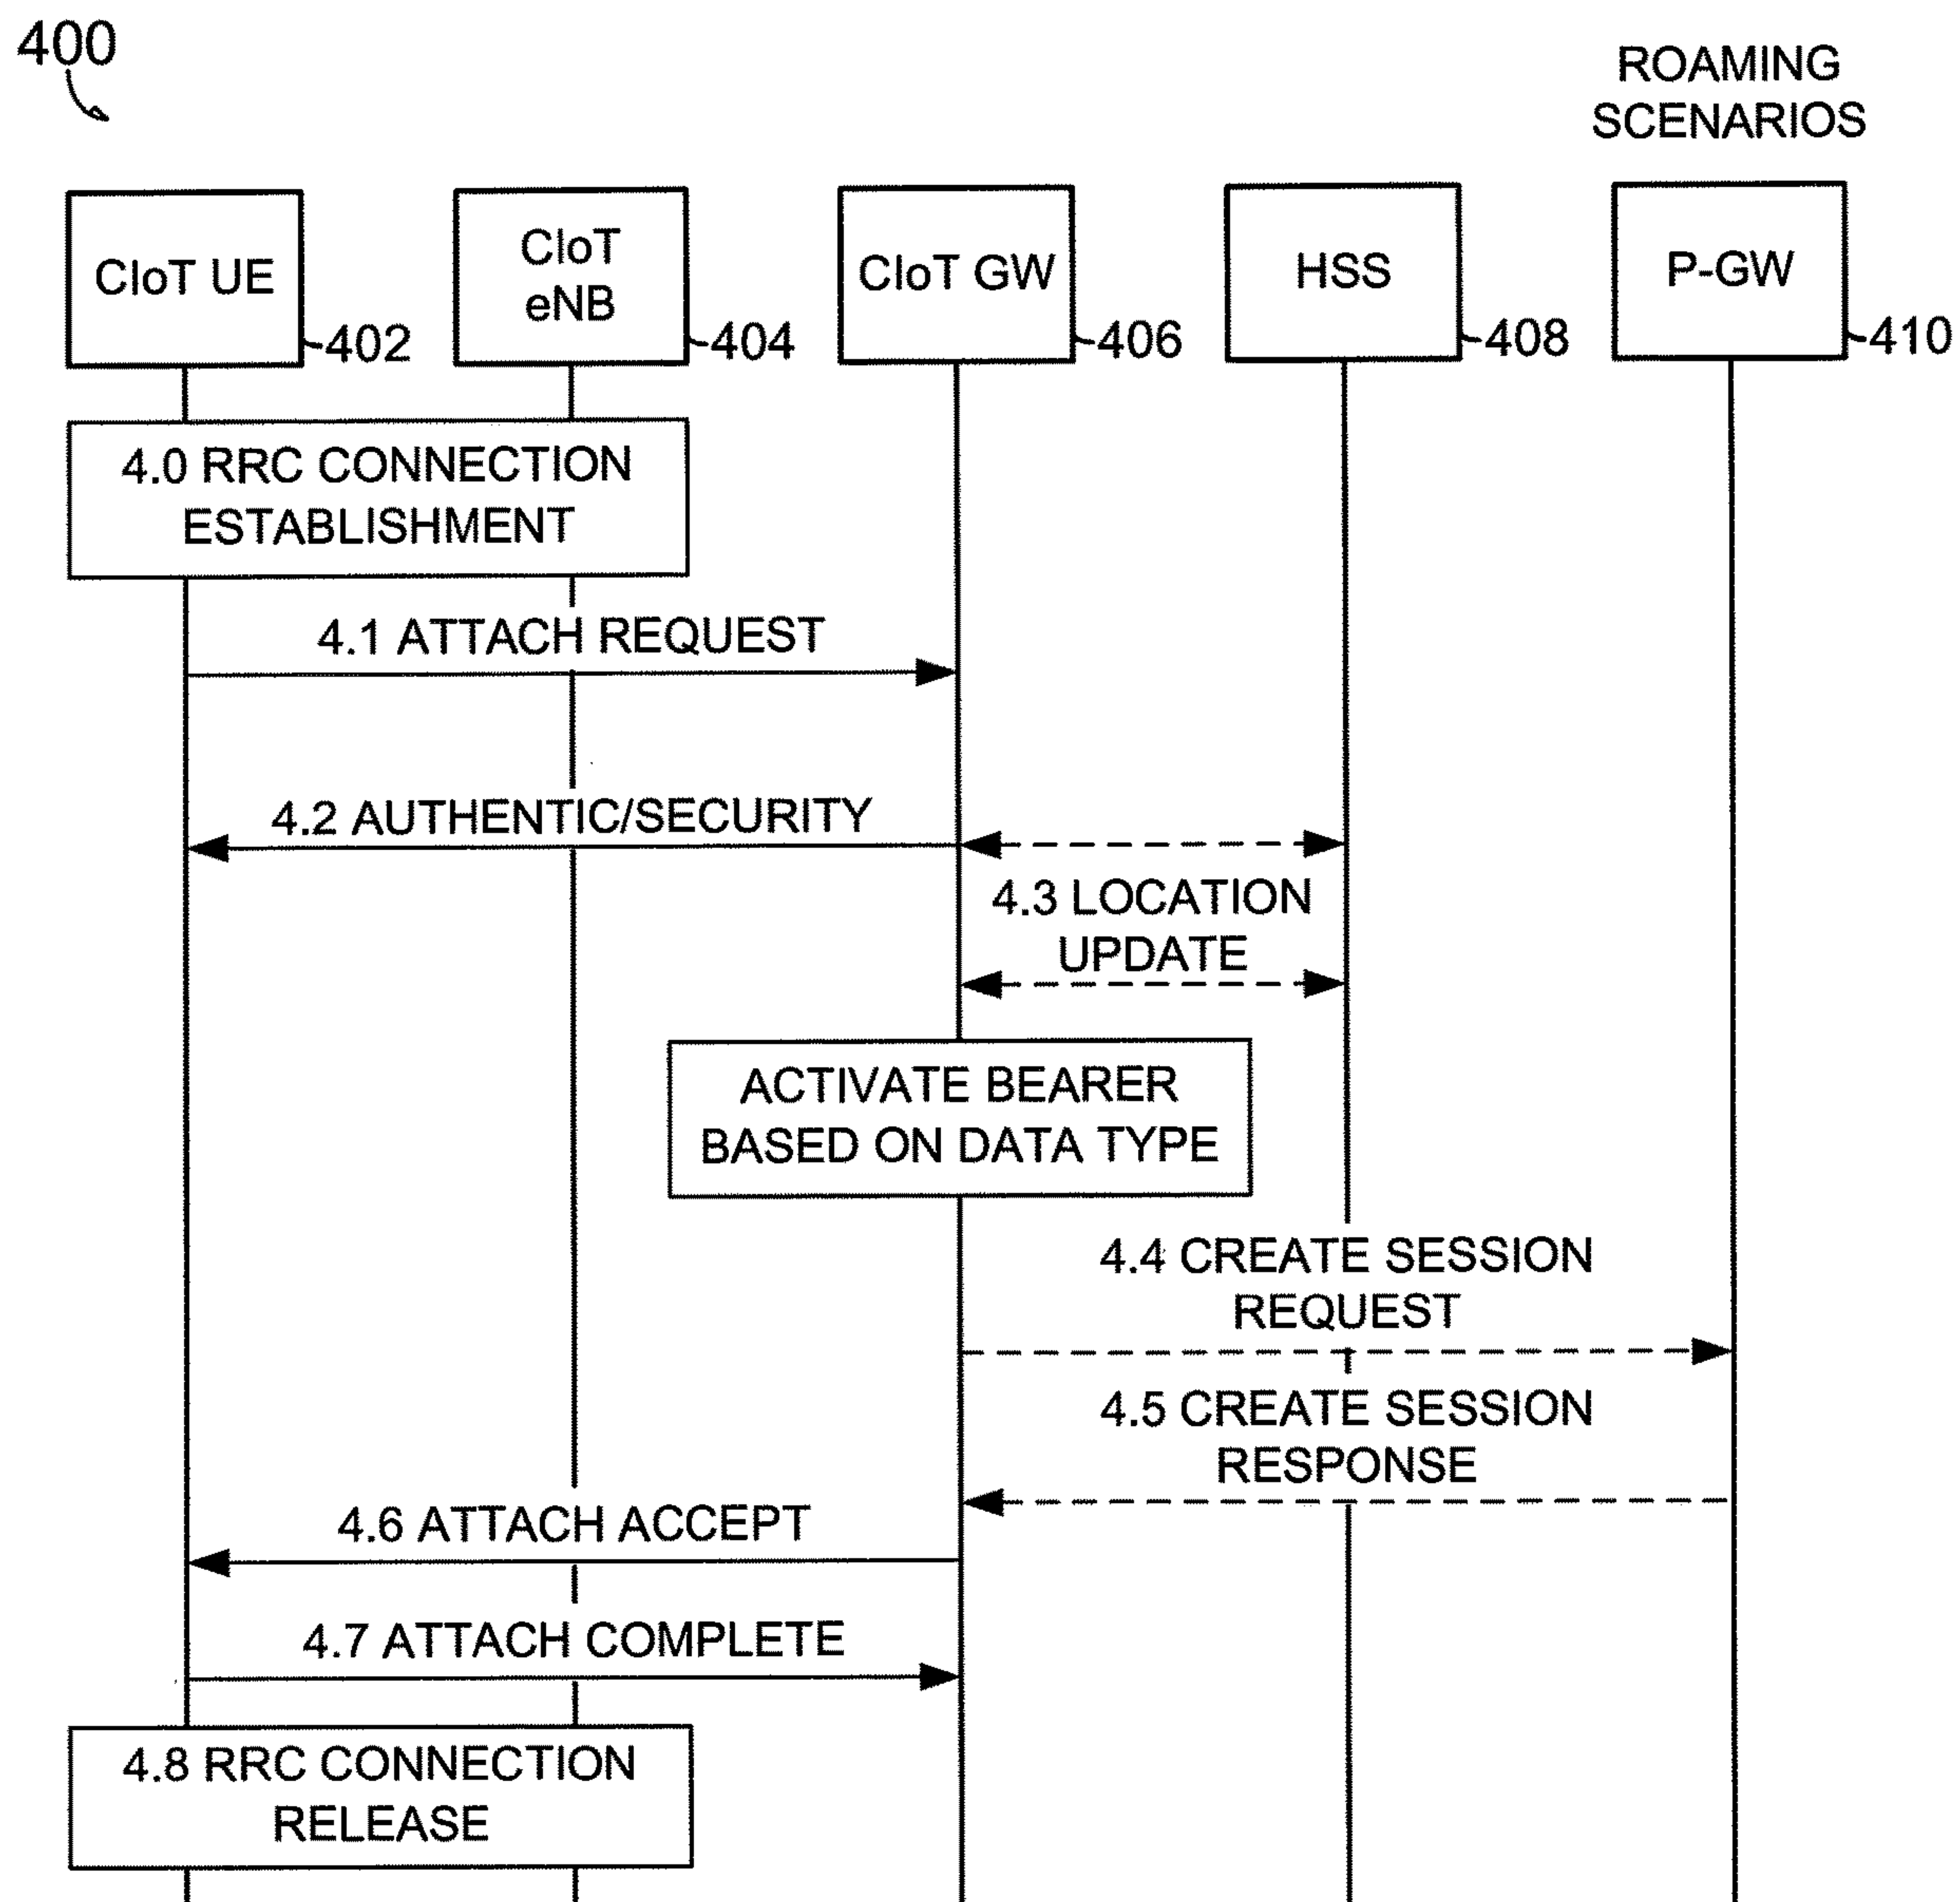 400
ROAMING
SCENARIOS
CIoT UE
402
CIoT
eNB
404
CIoT GW
406
HSS
408
P-GW
410
4.0 RRC CONNECTION
ESTABLISHMENT
4.1 ATTACH REQUEST
4.2 AUTHENTIC/SECURITY
4.3 LOCATION
UPDATE
ACTIVATE BEARER
BASED ON DATA TYPE
4.4 CREATE SESSION
REQUEST
4.5 CREATE SESSION
RESPONSE
4.6 ATTACH ACCEPT
4.7 ATTACH COMPLETE
4.8 RRC CONNECTION
RELEASE